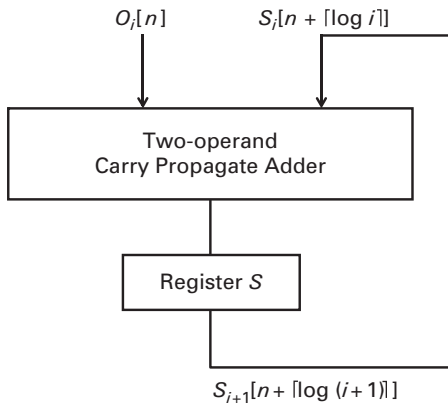 Oᵢ[n]
Sᵢ[n + ⌈log i⌉]
Two-operand
Carry Propagate Adder
Register S
Sᵢ₊₁[n + ⌈log (i + 1)⌉]